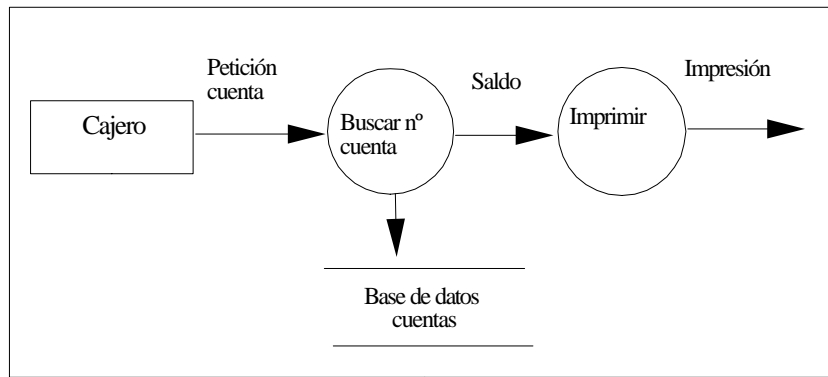 Petición
cuenta
Saldo
Impresión
Cajero
Buscar nº
cuenta
Imprimir
Base de datos
cuentas